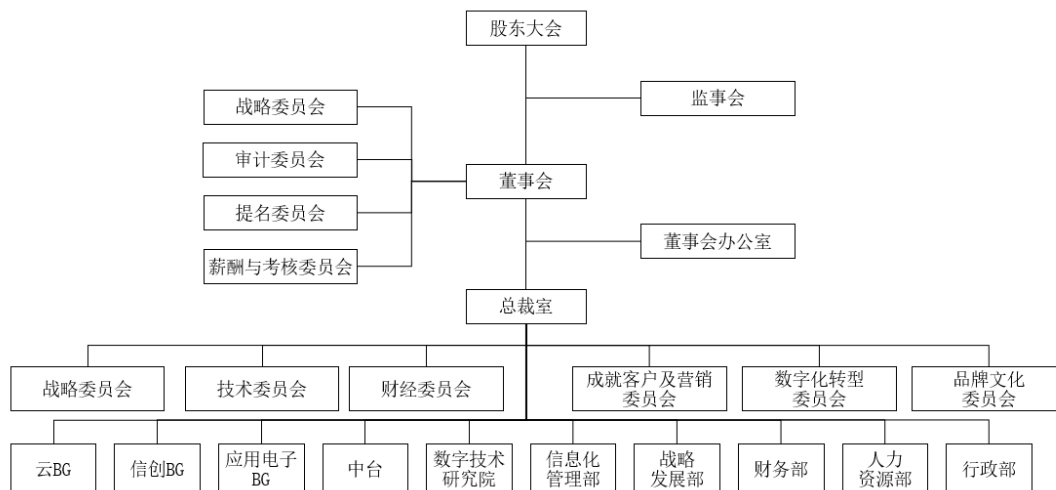 股东大会
监事会
战略委员会
审计委员会
董事会
提名委员会
董事会办公室
薪酬与考核委员会
总裁室
战略委员会
技术委员会
财经委员会
成就客户及营销
委员会
数字化转型
委员会
品牌文化
委员会
云BG
信创BG
应用电子
BG
中台
数字技术
研究院
信息化
管理部
战略
发展部
财务部
人力
资源部
行政部